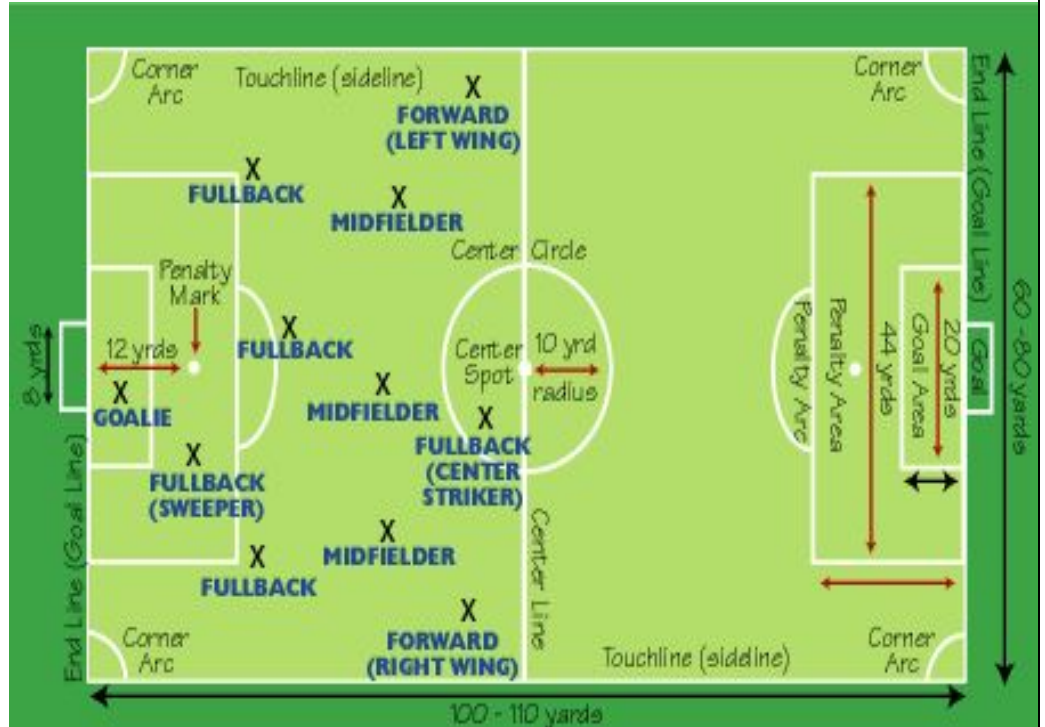 Corner
Arc
Touchline (sideline)
X
FORWARD
(LEFT WING)
Corner
Arc
End Line (Goal Line)
X
FULLBACK
X
MIDFIELDER
Center Circle
Penalty
Mark
12 yrds
8 yrds
X
FULLBACK
Center
Spot
10 yrd
radius
X
GOALIE
X
MIDFIELDER
X
FULLBACK
(CENTER
STRIKER)
X
FULLBACK
(SWEEPER)
Penalty Arc
Penalty Area
44 yrds
Goal Area
20 yrds
Goal
60 - 80 yards
End Line (Goal Line)
X
MIDFIELDER
X
FULLBACK
Center Line
X
FORWARD
(RIGHT WING)
Corner
Arc
Touchline (sideline)
Corner
Arc
100 - 110 yards